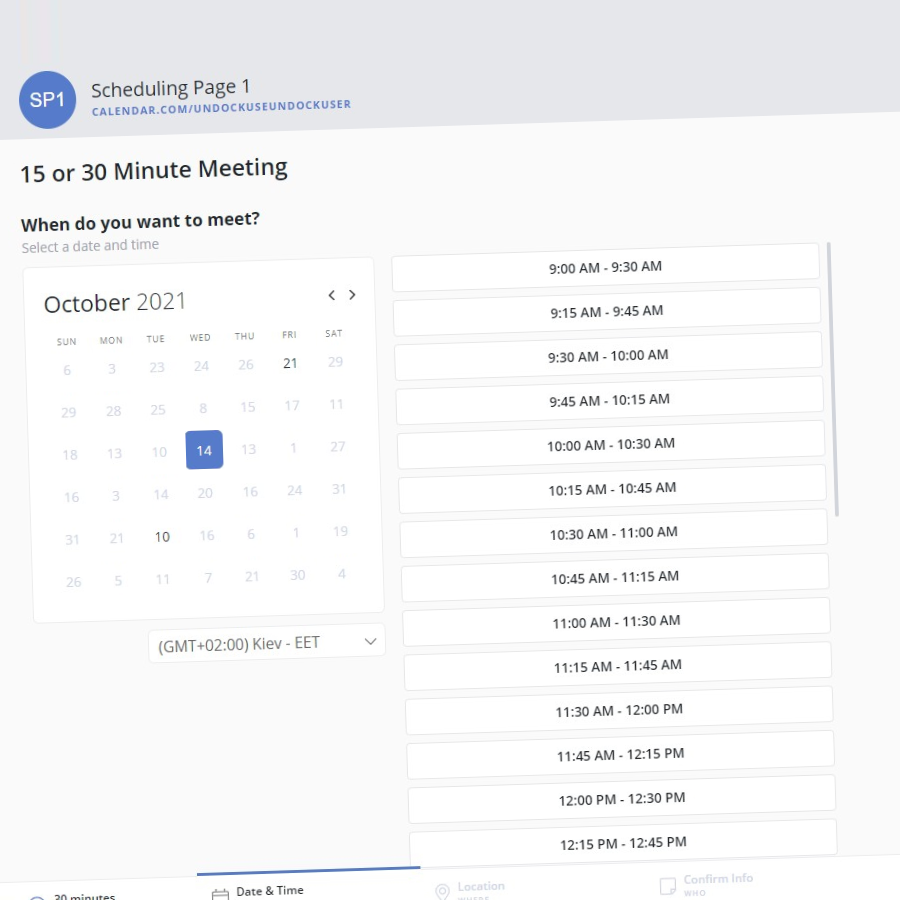 SP1
Scheduling Page 1
CALENDAR.COM/UNDOCKUSEUNDOCKUSER
15 or 30 Minute Meeting
When do you want to meet?
Select a date and time
October 2021
SUN MON TUE WED THU FRI SAT
6 3 23 24 26 21 29
29 28 25 8 15 17 11
18 13 10 14 13 1 27
16 3 14 20 16 24 31
31 21 10 16 6 1 19
26 5 11 7 21 30 4
(GMT+02:00) Kiev - EET
9:00 AM - 9:30 AM
9:15 AM - 9:45 AM
9:30 AM - 10:00 AM
9:45 AM - 10:15 AM
10:00 AM - 10:30 AM
10:15 AM - 10:45 AM
10:30 AM - 11:00 AM
10:45 AM - 11:15 AM
11:00 AM - 11:30 AM
11:15 AM - 11:45 AM
11:30 AM - 12:00 PM
11:45 AM - 12:15 PM
12:00 PM - 12:30 PM
12:15 PM - 12:45 PM
30 minutes
Date & Time
Location
WHERE
Confirm Info
WHO